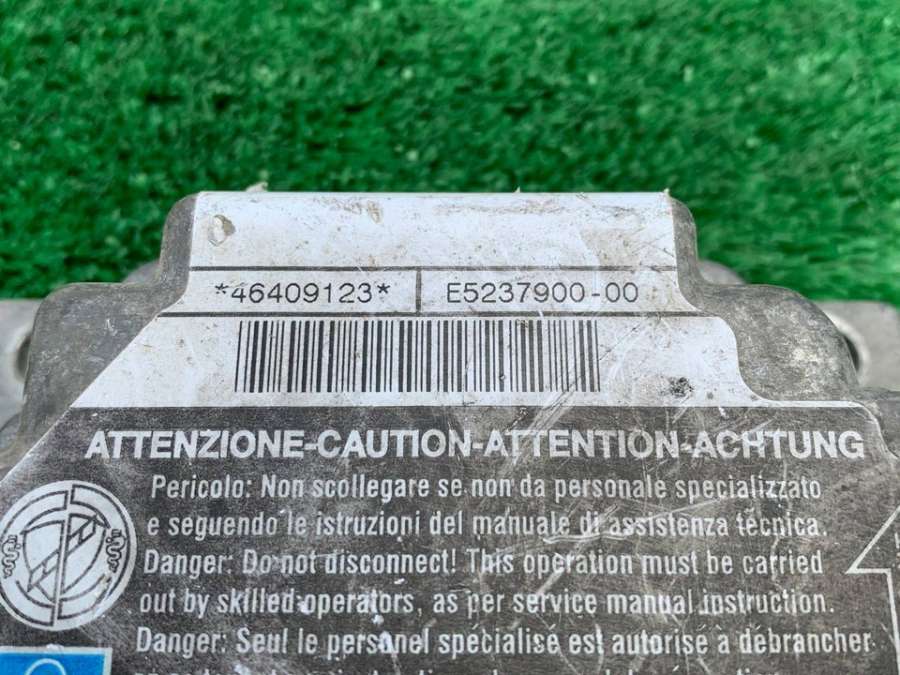 *46409123* E5237900-00
ATTENZIONE-CAUTION-ATTENTION-ACHTUNG
Pericolo: Non scollegare se non da personale specializzato
e seguendo le istruzioni del manuale di assistenza tecnica.
Danger: Do not disconnect! This operation must be carried
out by skilled operators, as per service manual instruction.
Danger: Seul le personel spécialisé est autorisé à débrancher